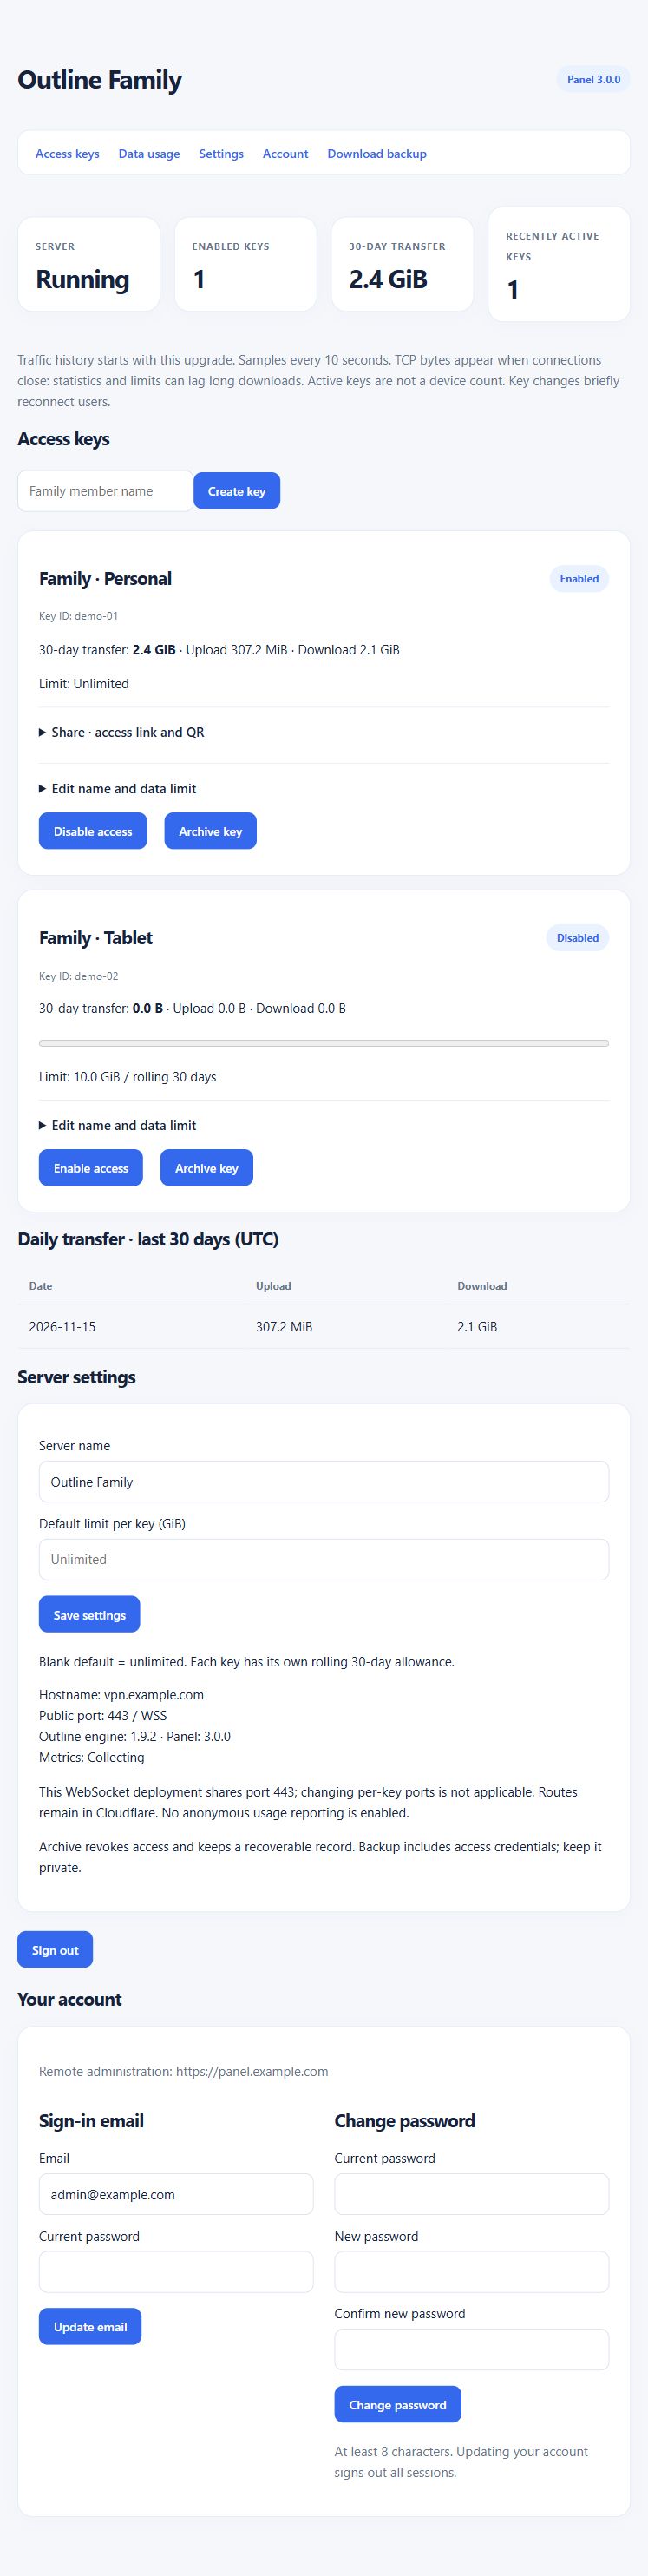 Outline Family
Panel 3.0.0
Access keys Data usage Settings Account Download backup
SERVER
Running
ENABLED KEYS
1
30-DAY TRANSFER
2.4 GiB
RECENTLY ACTIVE
KEYS
1
Traffic history starts with this upgrade. Samples every 10 seconds. TCP bytes appear when connections
close: statistics and limits can lag long downloads. Active keys are not a device count. Key changes briefly
reconnect users.
Access keys
Family member name
Create key
Family · Personal
Enabled
Key ID: demo-01
30-day transfer: 2.4 GiB · Upload 307.2 MiB · Download 2.1 GiB
Limit: Unlimited
▶ Share · access link and QR
▶ Edit name and data limit
Disable access
Archive key
Family · Tablet
Disabled
Key ID: demo-02
30-day transfer: 0.0 B · Upload 0.0 B · Download 0.0 B
Limit: 10.0 GiB / rolling 30 days
▶ Edit name and data limit
Enable access
Archive key
Daily transfer · last 30 days (UTC)
Date Upload Download
2026-11-15 307.2 MiB 2.1 GiB
Server settings
Server name
Outline Family
Default limit per key (GiB)
Unlimited
Save settings
Blank default = unlimited. Each key has its own rolling 30-day allowance.
Hostname: vpn.example.com
Public port: 443 / WSS
Outline engine: 1.9.2 · Panel: 3.0.0
Metrics: Collecting
This WebSocket deployment shares port 443; changing per-key ports is not applicable. Routes
remain in Cloudflare. No anonymous usage reporting is enabled.
Archive revokes access and keeps a recoverable record. Backup includes access credentials; keep it
private.
Sign out
Your account
Remote administration: https://panel.example.com
Sign-in email
Email
admin@example.com
Current password
Update email
Change password
Current password
New password
Confirm new password
Change password
At least 8 characters. Updating your account
signs out all sessions.